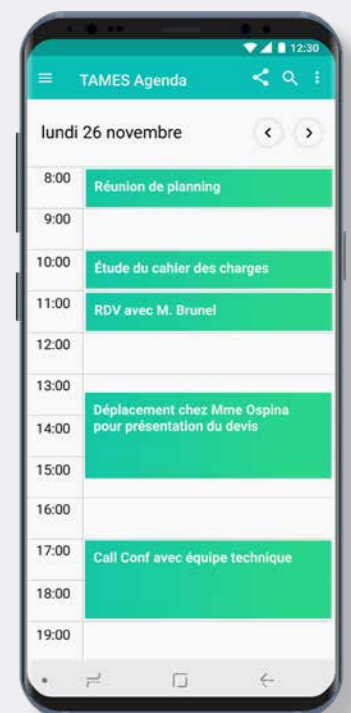 12:30
TAMES Agenda
lundi 26 novembre
8:00
Réunion de planning
9:00
10:00
Étude du cahier des charges
11:00
RDV avec M. Brunel
12:00
13:00
Déplacement chez Mme Ospina
14:00
pour présentation du devis
15:00
16:00
17:00
Call Conf avec équipe technique
18:00
19:00